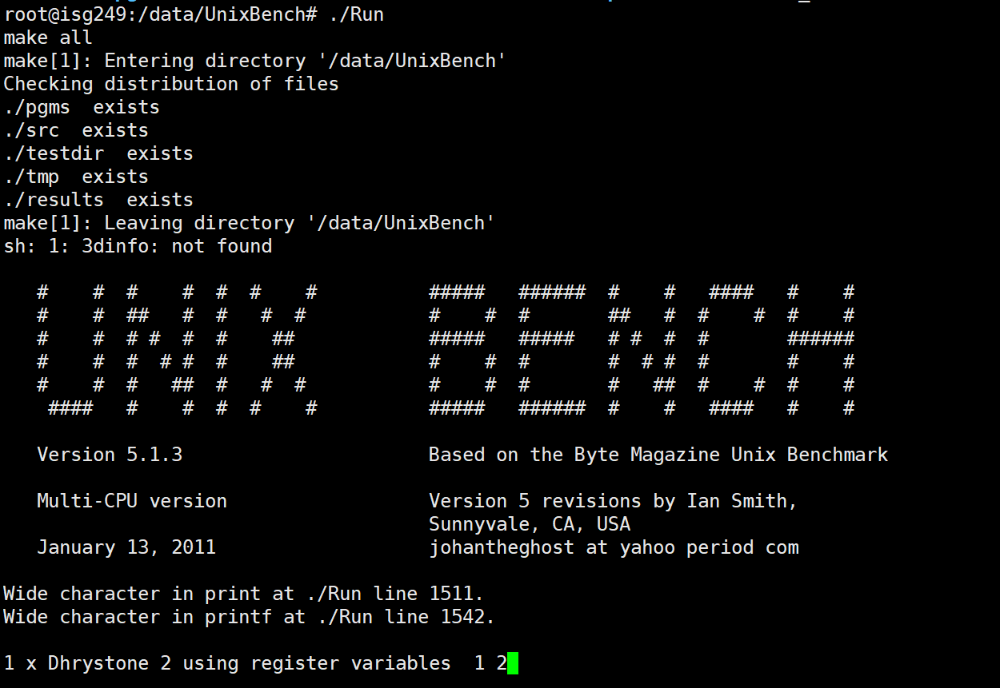 root@isg249:/data/UnixBench# ./Run
make all
make[1]: Entering directory '/data/UnixBench'
Checking distribution of files
./pgms  exists
./src  exists
./testdir  exists
./tmp  exists
./results  exists
make[1]: Leaving directory '/data/UnixBench'
sh: 1: 3dinfo: not found

   #    #  #    #  #  #    #          #####   ######  #    #   ####   #    #
   #    #  ##   #  #   #  #           #    #  #       ##   #  #    #  #    #
   #    #  # #  #  #    ##            #####   #####   # #  #  #       ######
   #    #  #  # #  #    ##            #    #  #       #  # #  #       #    #
   #    #  #   ##  #   #  #           #    #  #       #   ##  #    #  #    #
    ####   #    #  #  #    #          #####   ######  #    #   ####   #    #

   Version 5.1.3                      Based on the Byte Magazine Unix Benchmark

   Multi-CPU version                  Version 5 revisions by Ian Smith,
                                      Sunnyvale, CA, USA
   January 13, 2011                   johantheghost at yahoo period com

Wide character in print at ./Run line 1511.
Wide character in printf at ./Run line 1542.

1 x Dhrystone 2 using register variables  1 2